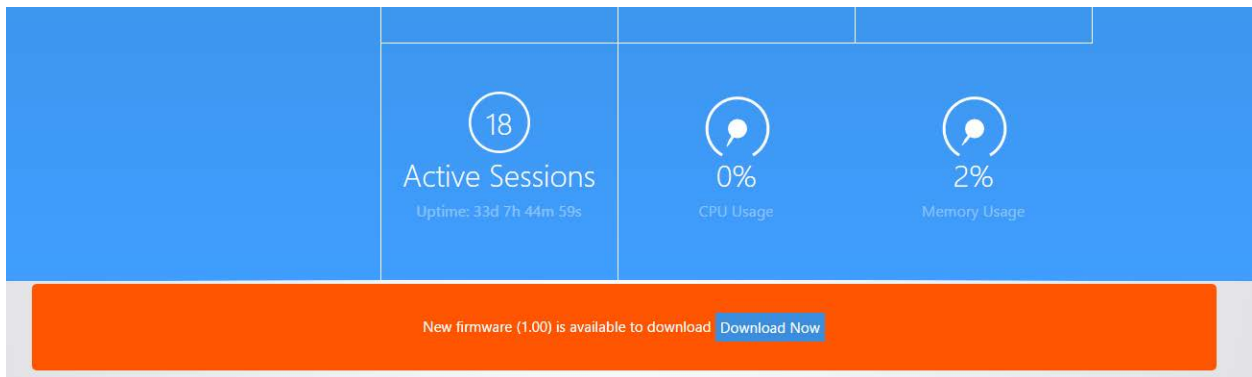 18
Active Sessions
Uptime: 33d 7h 44m 59s
0%
CPU Usage
2%
Memory Usage
New firmware (1.00) is available to download Download Now